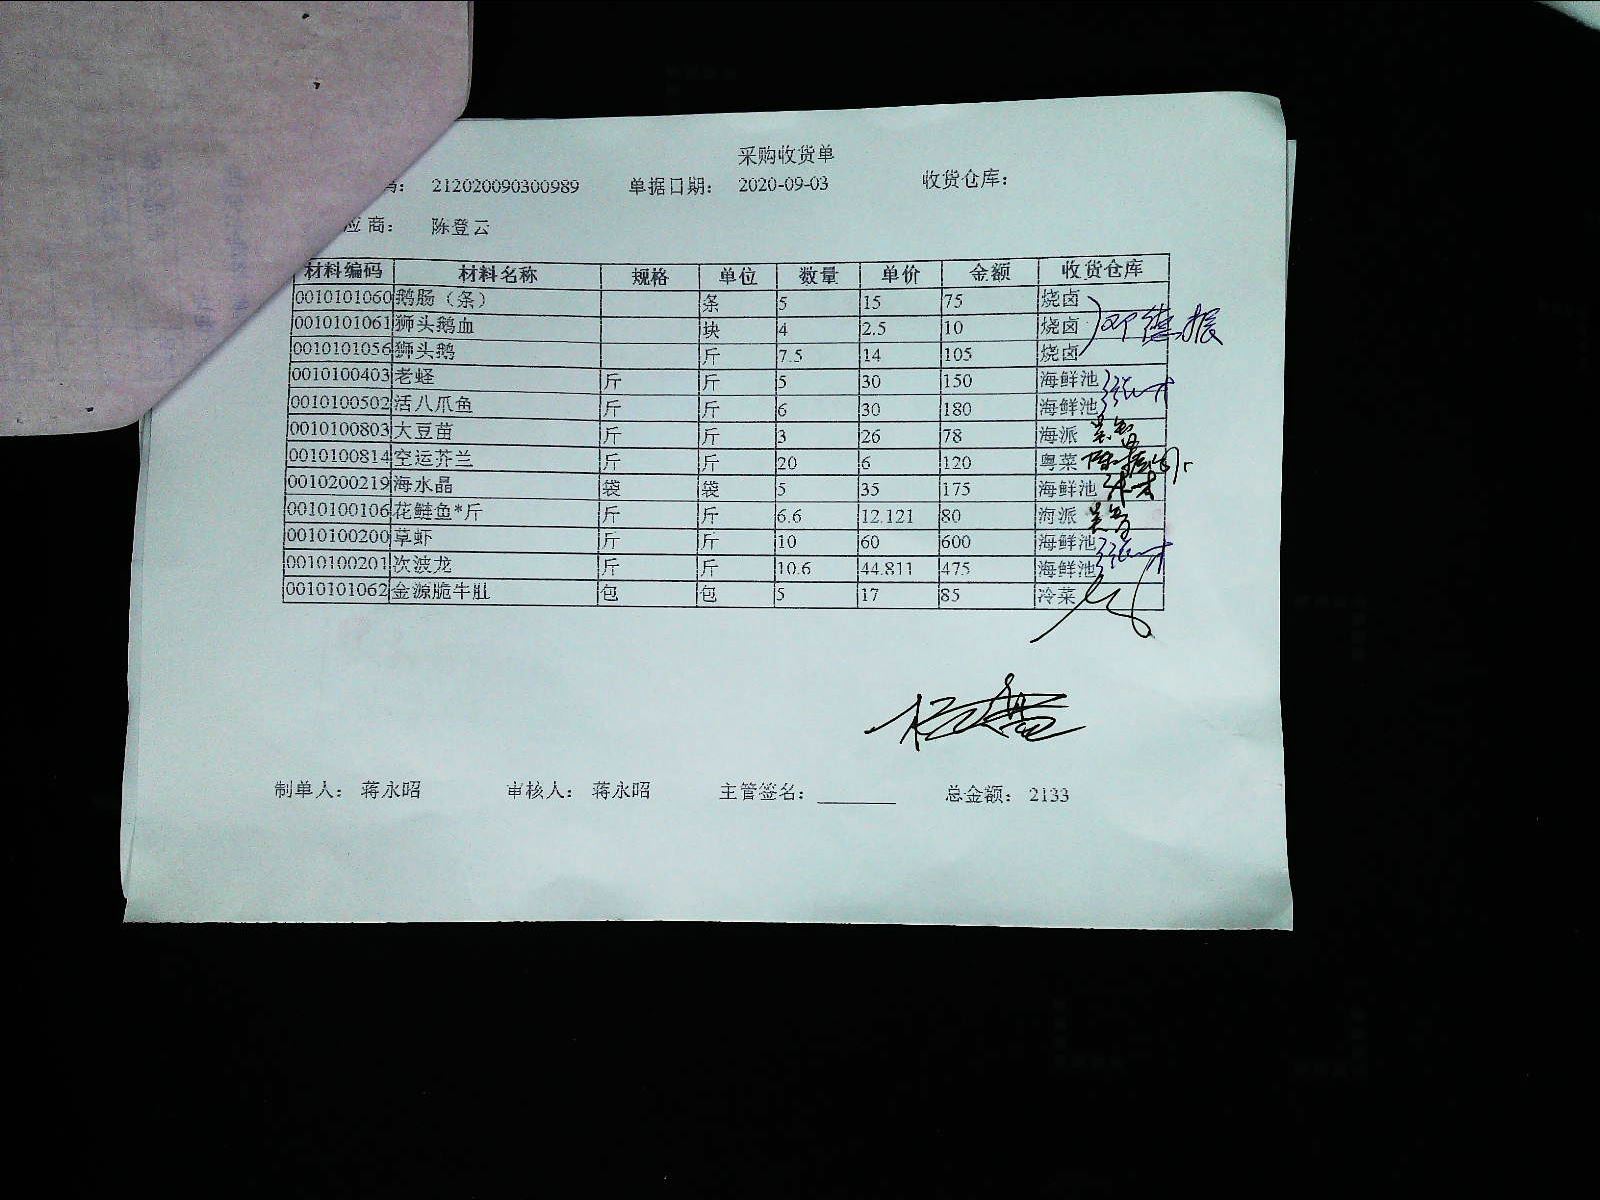 采购收货单
码： 212020090300989 单据日期： 2020-09-03 收货仓库：
应商： 陈登云
材料编码 材料名称 规格 单位 数量 单价 金额 收货仓库
0010101060 鹅肠（条） 条 5 15 75 烧卤
0010101061 狮头鹅血 块 4 2.5 10 烧卤
0010101056 狮头鹅 斤 7.5 14 105 烧卤
0010100403 老蛏 斤 斤 5 30 150 海鲜池
0010100502 活八爪鱼 斤 斤 6 30 180 海鲜池
0010100803 大豆苗 斤 斤 3 26 78 海派
0010100814 空运芥兰 斤 斤 20 6 120 粤菜
0010200219 海水晶 袋 袋 5 35 175 海鲜池
0010100106 花鲢鱼*斤 斤 斤 6.6 12.121 80 海派
0010100200 草虾 斤 斤 10 60 600 海鲜池
0010100201 次波龙 斤 斤 10.6 44.811 475 海鲜池
0010101062 金源脆牛肚 包 包 5 17 85 冷菜
制单人： 蒋永昭 审核人： 蒋永昭 主管签名： 总金额： 2133